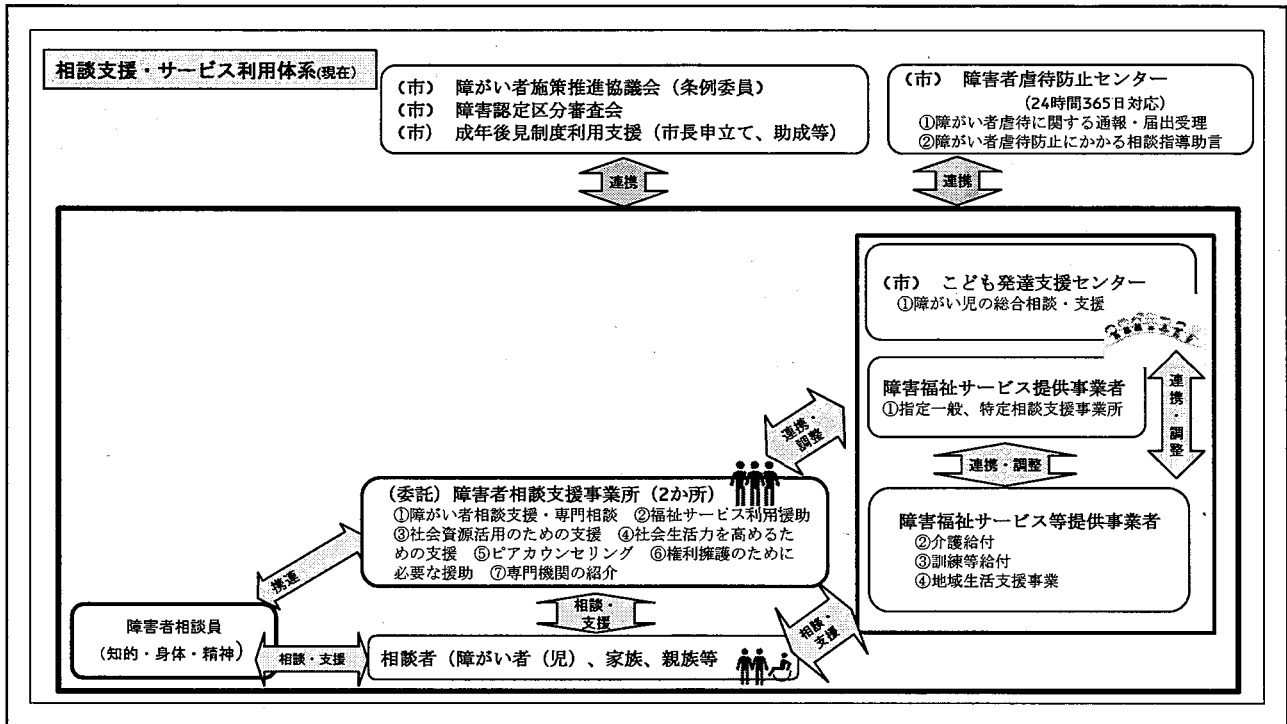 相談支援・サービス利用体系(現在)
(市) 障がい者施策推進協議会(条例委員)
(市) 障害認定区分審査会
(市) 成年後見制度利用支援(市長申立て、助成等)
(市) 障害者虐待防止センター
(24時間365日対応)
①障がい者虐待に関する通報・届出受理
②障がい者虐待防止にかかる相談指導助言
連携
連携
(市) こども発達支援センター
①障がい児の総合相談・支援
障害福祉サービス提供事業者
①指定一般、特定相談支援事業所
連携・調整
連携・
調整
連携・調整
(委託)障害者相談支援事業所(2か所)
①障がい者相談支援・専門相談 ②福祉サービス利用援助
③社会資源活用のための支援 ④社会生活力を高めるた
めの支援 ⑤ピアカウンセリング ⑥権利擁護のために
必要な援助 ⑦専門機関の紹介
障害福祉サービス等提供事業者
②介護給付
③訓練等給付
④地域生活支援事業
携連
相談・
支援
相談・
支援
障害者相談員
(知的・身体・精神)
相談・支援
相談者(障がい者(児)、家族、親族等